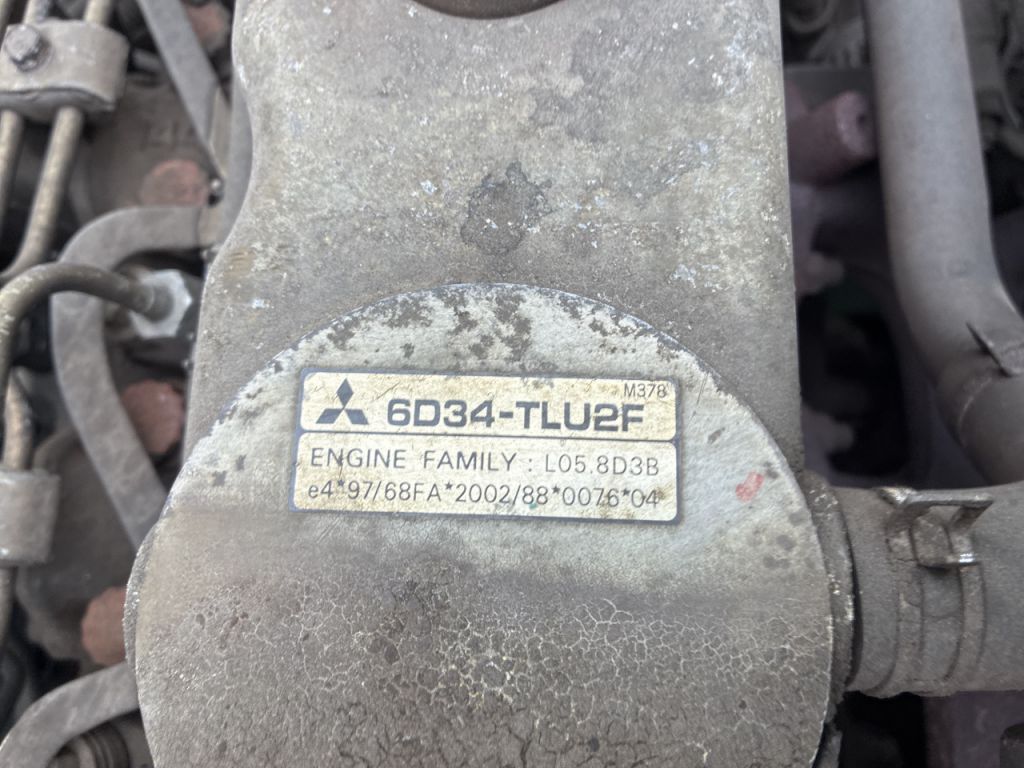 M378
6D34-TLU2F
ENGINE FAMILY : L05.8D3B
e4*97/68FA*2002/88*0076*04